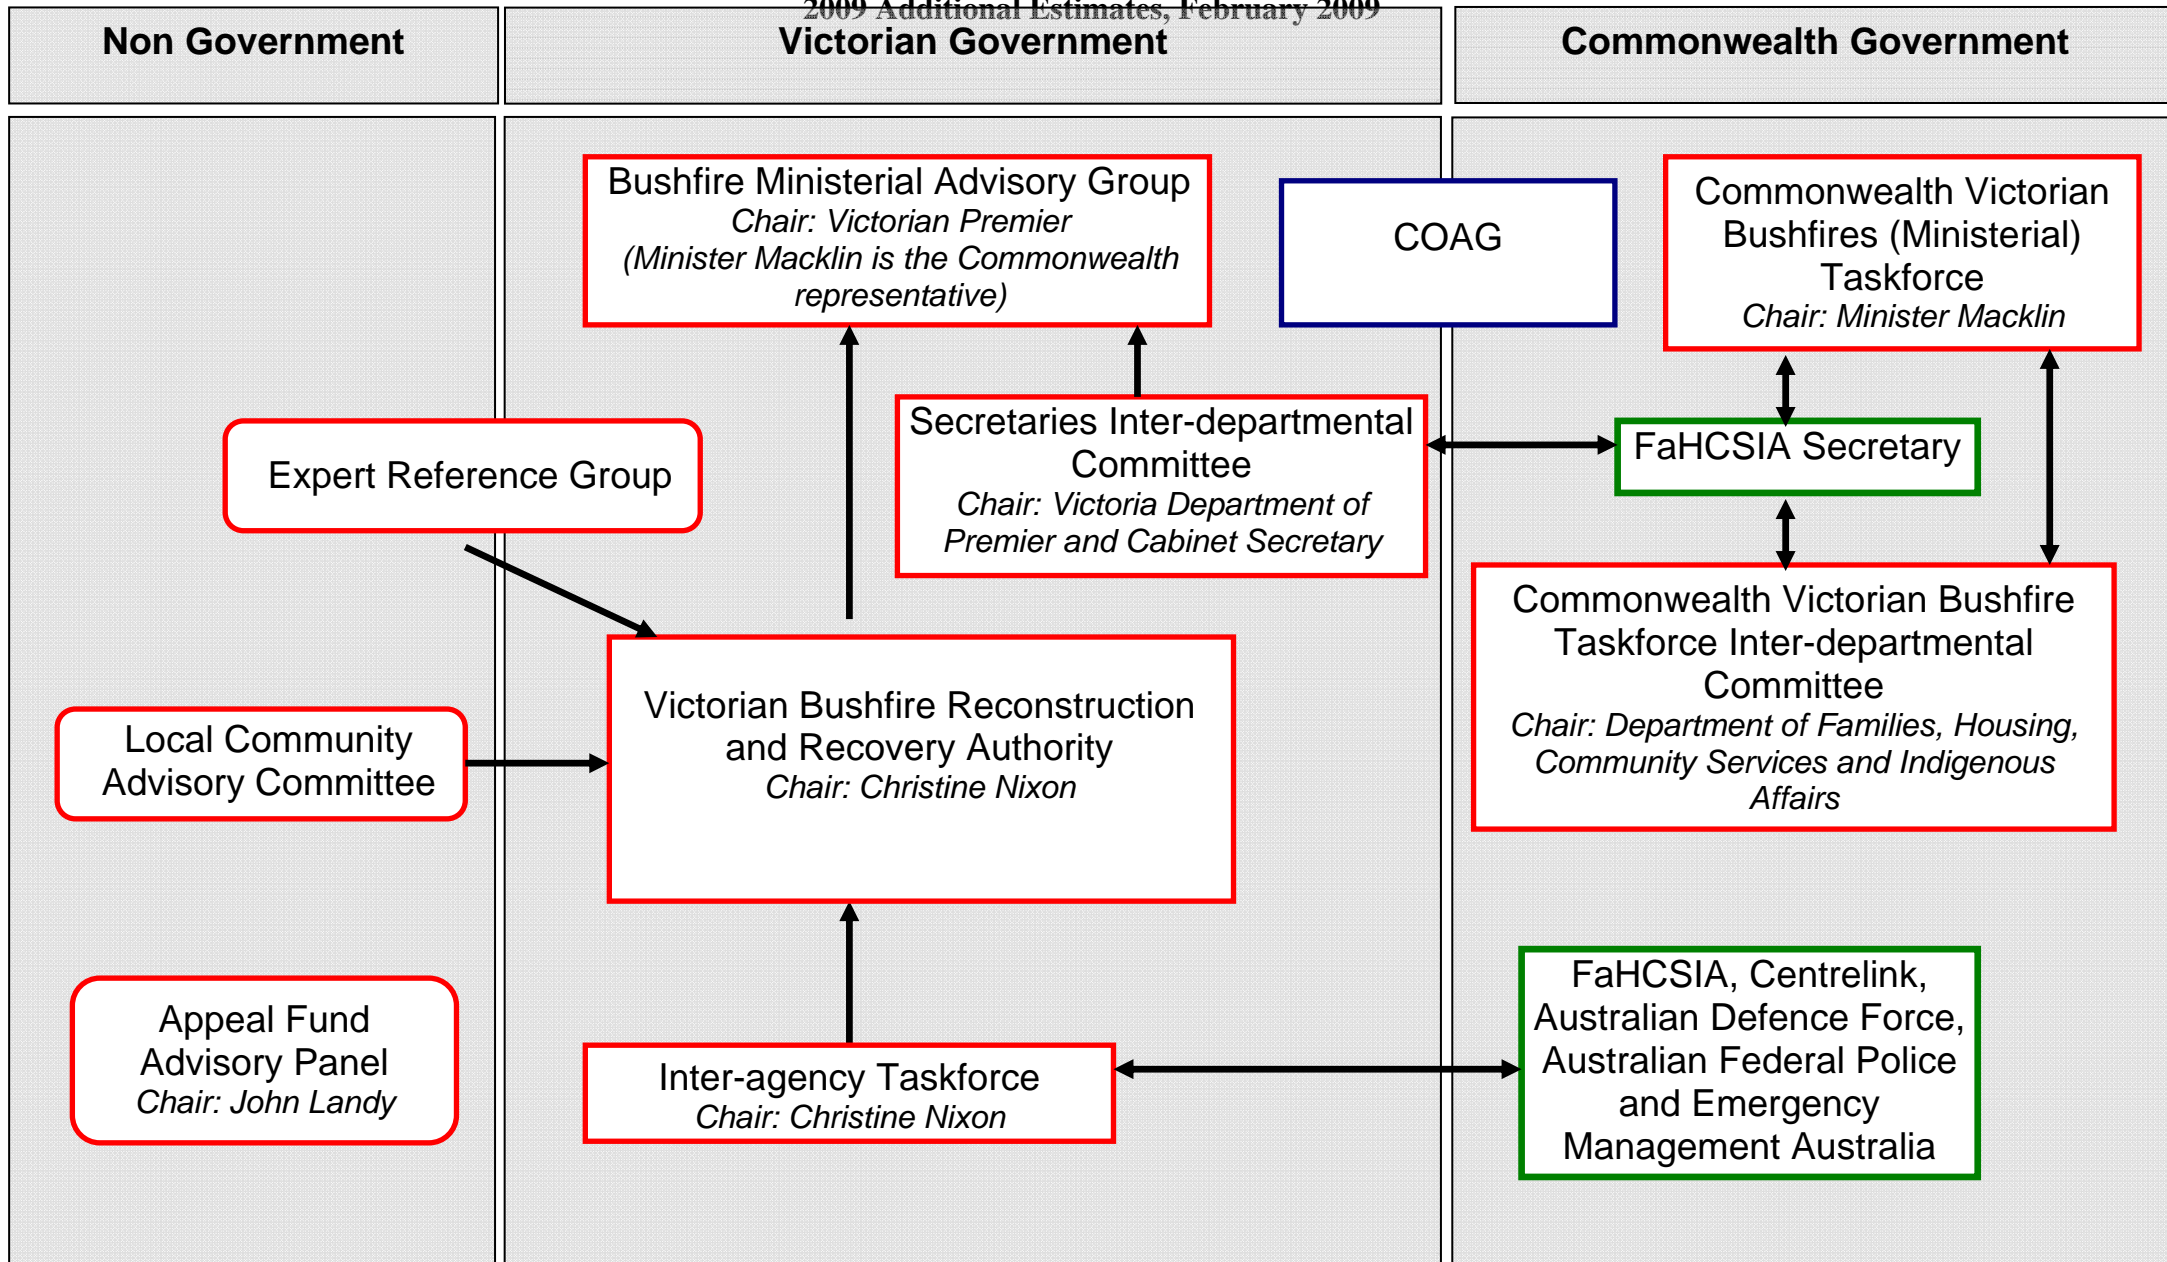 2009 Additional Estimates, February 2009
Non Government
Victorian Government
Commonwealth Government
Bushfire Ministerial Advisory Group
Chair: Victorian Premier
(Minister Macklin is the Commonwealth
representative)
COAG
Commonwealth Victorian
Bushfires (Ministerial)
Taskforce
Chair: Minister Macklin
Secretaries Inter-departmental
Committee
Chair: Victoria Department of
Premier and Cabinet Secretary
FaHCSIA Secretary
Expert Reference Group
Commonwealth Victorian Bushfire
Taskforce Inter-departmental
Committee
Chair: Department of Families, Housing,
Community Services and Indigenous
Affairs
Victorian Bushfire Reconstruction
and Recovery Authority
Chair: Christine Nixon
Local Community
Advisory Committee
Appeal Fund
Advisory Panel
Chair: John Landy
Inter-agency Taskforce
Chair: Christine Nixon
FaHCSIA, Centrelink,
Australian Defence Force,
Australian Federal Police
and Emergency
Management Australia